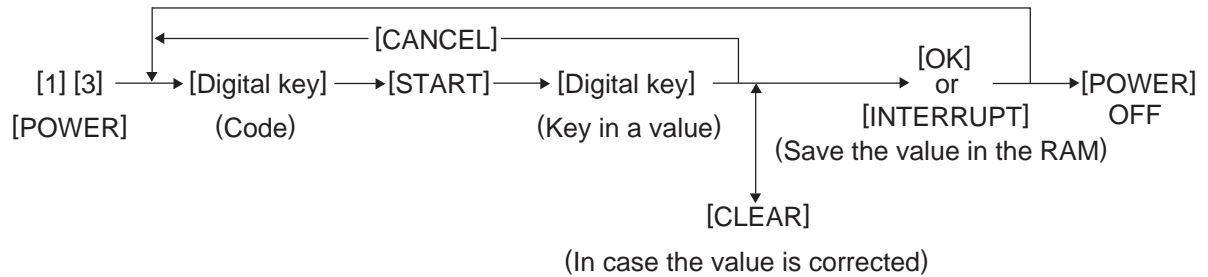 [CANCEL]
[1] [3] [Digital key] [START] [Digital key] [OK] or [INTERRUPT] [POWER] OFF
[POWER] (Code) (Key in a value)
(Save the value in the RAM)
[CLEAR]
(In case the value is corrected)